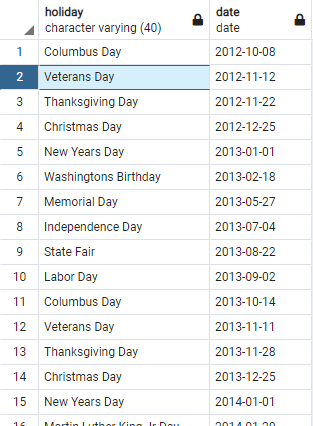 holiday date
character varying (40) date
1 Columbus Day 2012-10-08
2 Veterans Day 2012-11-12
3 Thanksgiving Day 2012-11-22
4 Christmas Day 2012-12-25
5 New Years Day 2013-01-01
6 Washingtons Birthday 2013-02-18
7 Memorial Day 2013-05-27
8 Independence Day 2013-07-04
9 State Fair 2013-08-22
10 Labor Day 2013-09-02
11 Columbus Day 2013-10-14
12 Veterans Day 2013-11-11
13 Thanksgiving Day 2013-11-28
14 Christmas Day 2013-12-25
15 New Years Day 2014-01-01
16 Martin Luther King Jr Day 2014-01-20